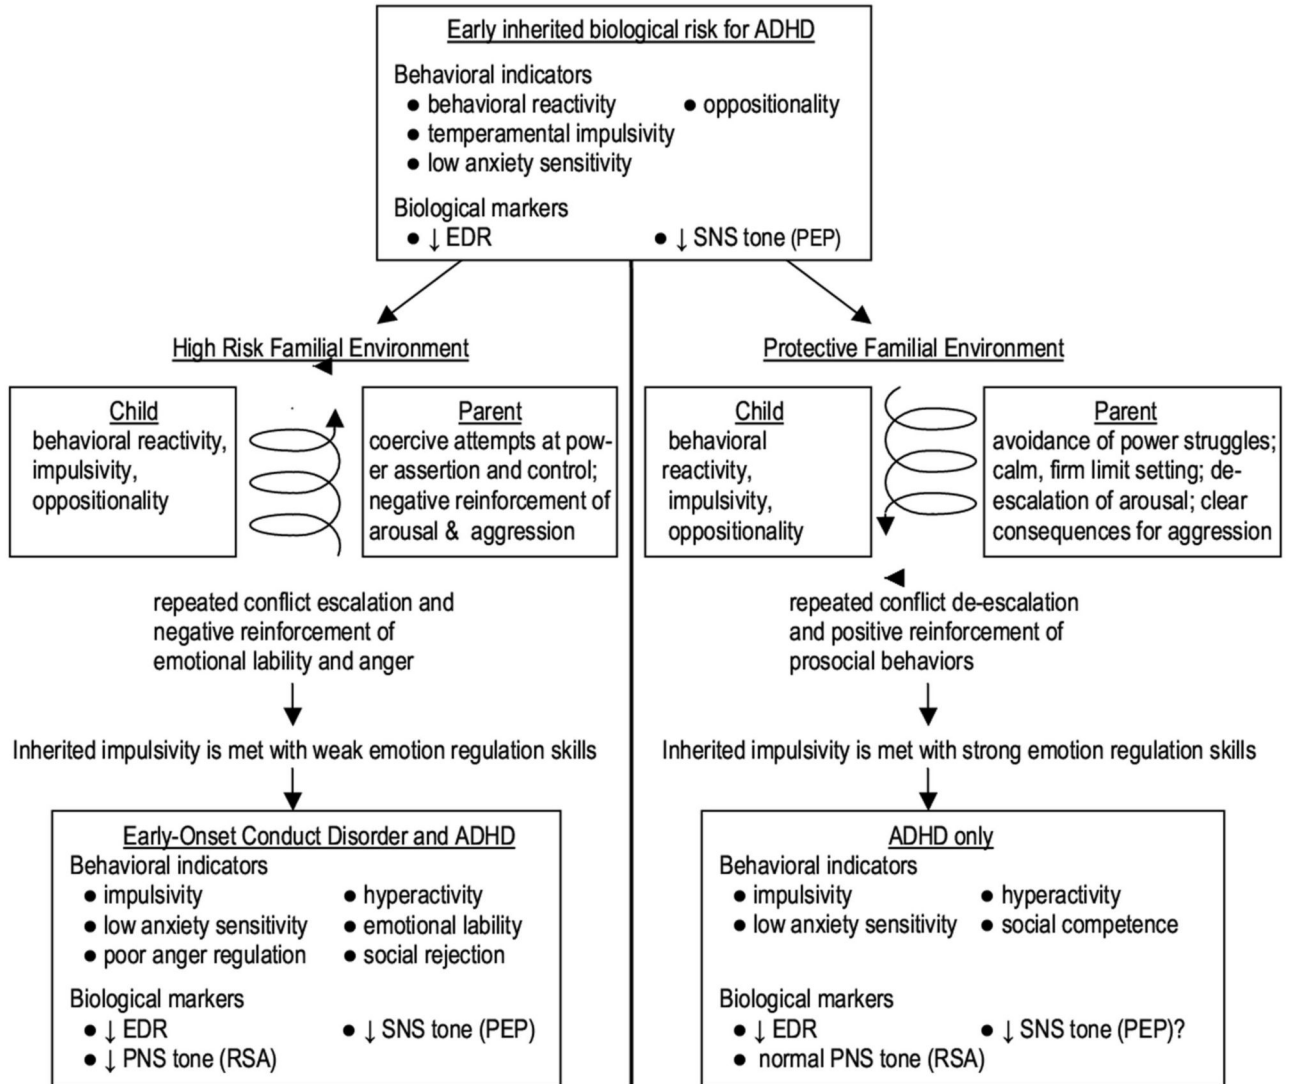 Early inherited biological risk for ADHD
Behavioral indicators
● behavioral reactivity ● oppositionality
● temperamental impulsivity
● low anxiety sensitivity
Biological markers
● ↓ EDR ● ↓ SNS tone (PEP)
High Risk Familial Environment
Child
behavioral reactivity,
impulsivity,
oppositionality
Parent
coercive attempts at pow-
er assertion and control;
negative reinforcement of
arousal & aggression
repeated conflict escalation and
negative reinforcement of
emotional lability and anger
Inherited impulsivity is met with weak emotion regulation skills
Early-Onset Conduct Disorder and ADHD
Behavioral indicators
● impulsivity ● hyperactivity
● low anxiety sensitivity ● emotional lability
● poor anger regulation ● social rejection
Biological markers
● ↓ EDR ● ↓ SNS tone (PEP)
● ↓ PNS tone (RSA)
Protective Familial Environment
Child
behavioral
reactivity,
impulsivity,
oppositionality
Parent
avoidance of power struggles;
calm, firm limit setting; de-
escalation of arousal; clear
consequences for aggression
repeated conflict de-escalation
and positive reinforcement of
prosocial behaviors
Inherited impulsivity is met with strong emotion regulation skills
ADHD only
Behavioral indicators
● impulsivity ● hyperactivity
● low anxiety sensitivity ● social competence
Biological markers
● ↓ EDR ● ↓ SNS tone (PEP)?
● normal PNS tone (RSA)